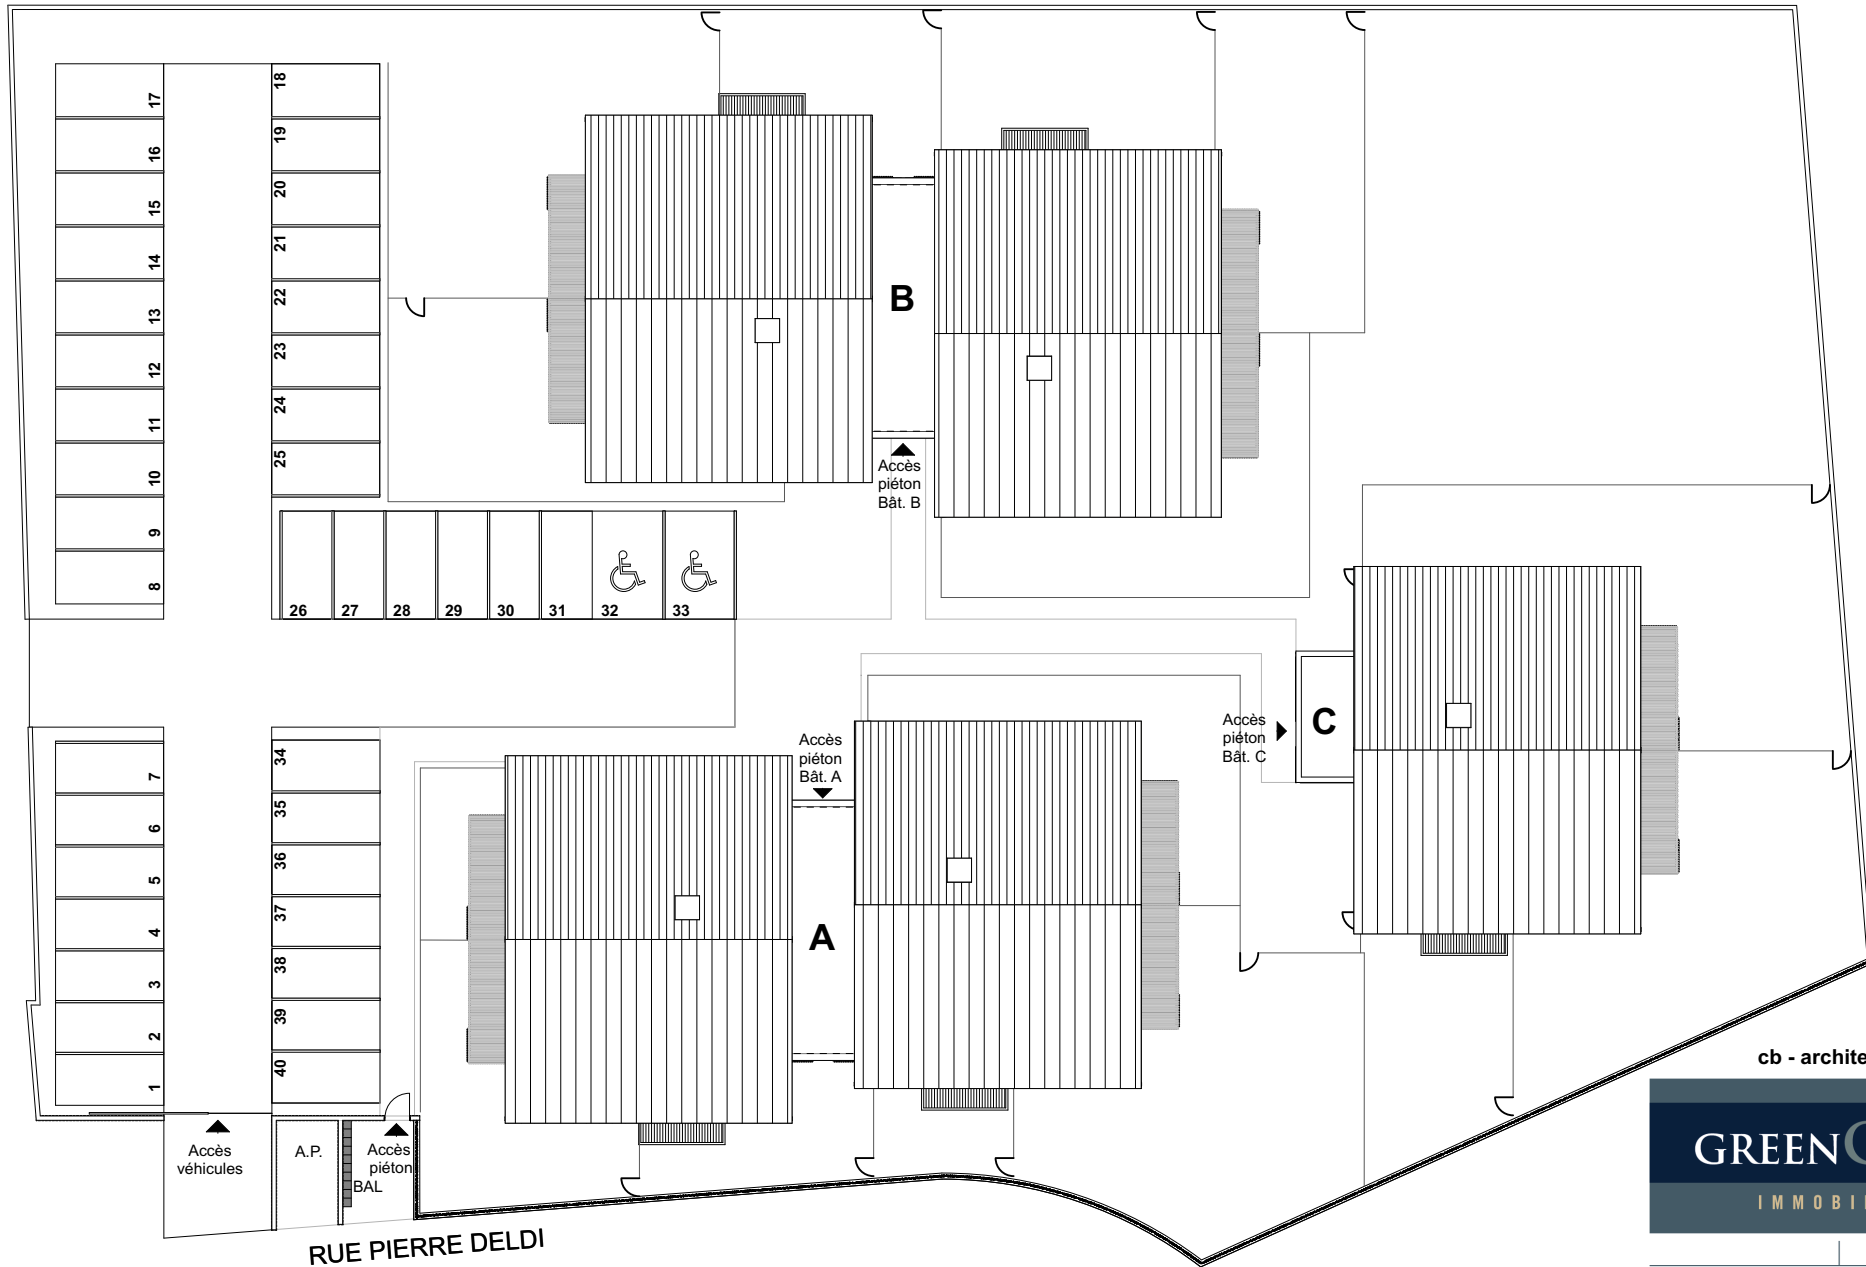 17
16
15
14
13
12
11
10
9
8
18
19
20
21
22
23
24
25
26 27 28 29 30 31 32 33
B
Accès
piéton
Bât. B
7
6
5
4
3
2
1
34
35
36
37
38
39
40
Accès
piéton
Bât. A
A
Accès
piéton
Bât. C
C
Accès
véhicules
A.P.
Accès
piéton
BAL
RUE PIERRE DELDI
cb - archite
GREEN
IMMOBI